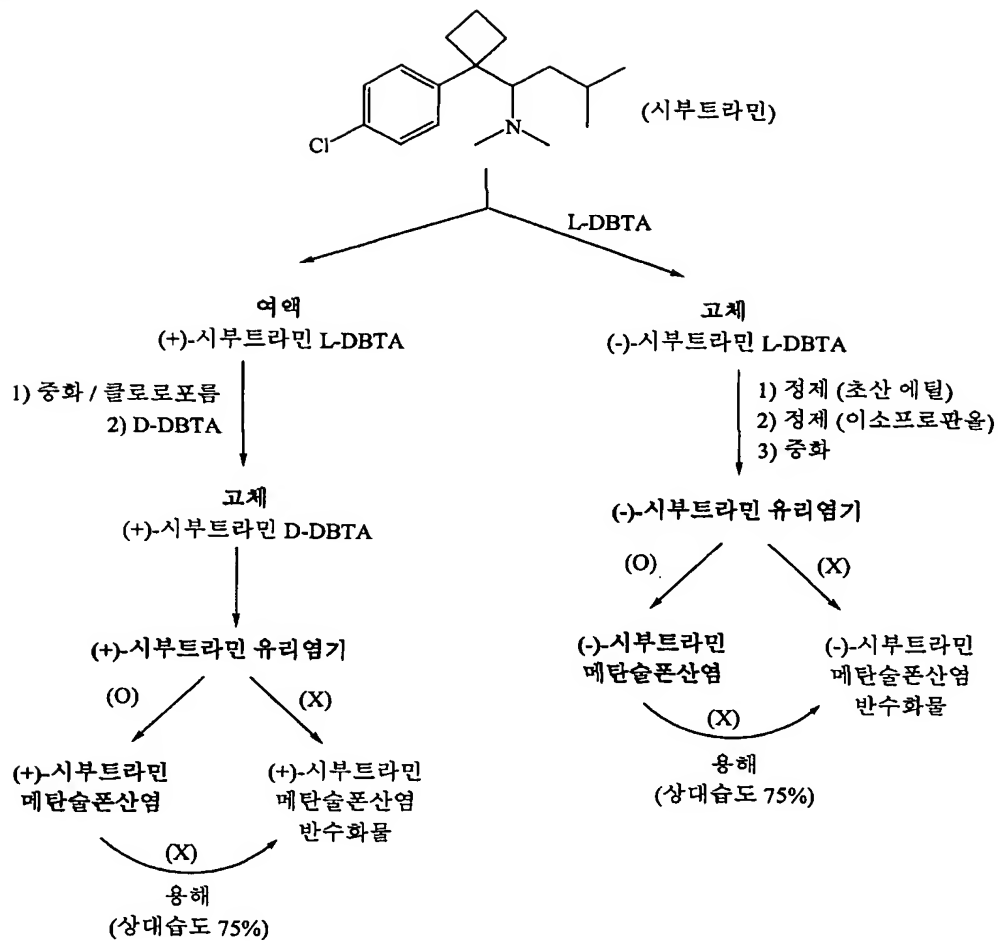 Cl
N
(시부트라민)
L-DBTA
여액
(+)-시부트라민 L-DBTA
1) 중화 / 클로로포름
2) D-DBTA
고체
(+)-시부트라민 D-DBTA
(+)-시부트라민 유리염기
(O)
(X)
(+)-시부트라민
메탄술폰산염
(+)-시부트라민
메탄술폰산염
반수화물
(X)
용해
(상대습도 75%)
고체
(-)-시부트라민 L-DBTA
1) 정제 (초산 에틸)
2) 정제 (이소프로판올)
3) 중화
(-)-시부트라민 유리염기
(O)
(X)
(-)-시부트라민
메탄술폰산염
(-)-시부트라민
메탄술폰산염
반수화물
(X)
용해
(상대습도 75%)